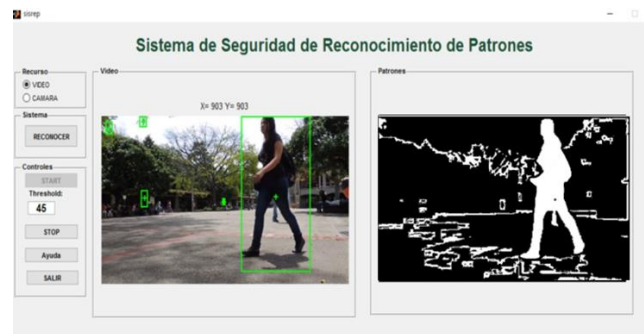 sisrep
Sistema de Seguridad de Reconocimiento de Patrones
Recurso
VIDEO
CAMARA
Sistema
RECONOCER
Controles
START
Threshold:
45
STOP
Ayuda
SALIR
Video
X= 903 Y= 903
Patrones